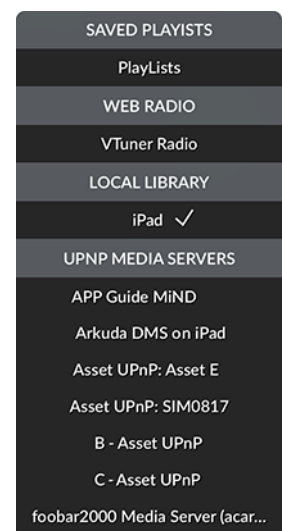 SAVED PLAYISTS
PlayLists
WEB RADIO
VTuner Radio
LOCAL LIBRARY
iPad
UPNP MEDIA SERVERS
APP Guide MiND
Arkuda DMS on iPad
Asset UPnP: Asset E
Asset UPnP: SIM0817
B - Asset UPnP
C - Asset UPnP
foobar2000 Media Server (acar...